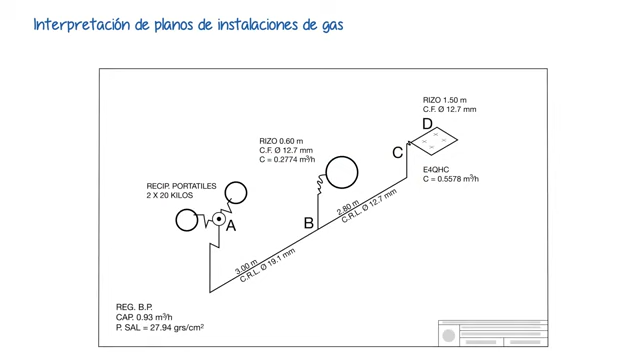 Interpretación de planos de instalaciones de gas
RIZO 1.50 m
C.F. Ø 12.7 mm
D
RIZO 0.60 m
C.F. Ø 12.7 mm
C = 0.2774 m³/h
C
E4QHC
C = 0.5578 m³/h
RECIP. PORTATILES
2 X 20 KILOS
A
B
2.80 m
C.R.L. Ø 12.7 mm
3.00 m
C.R.L. Ø 19.1 mm
REG. B.P.
CAP. 0.93 m³/h
P. SAL = 27.94 grs/cm²